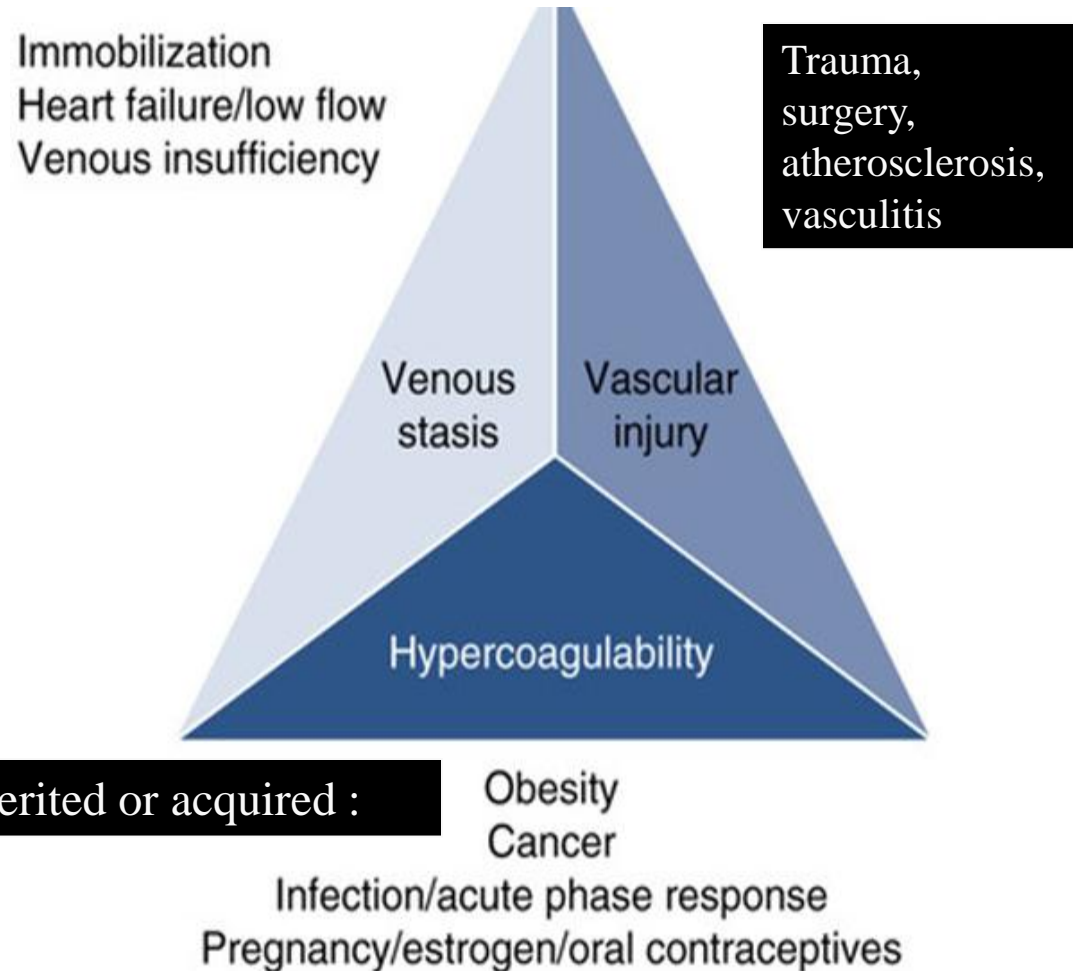 Immobilization
Heart failure/low flow
Venous insufficiency
Trauma,
surgery,
atherosclerosis,
vasculitis
Venous
stasis
Vascular
injury
Hypercoagulability
erited or acquired :
Obesity
Cancer
Infection/acute phase response
Pregnancy/estrogen/oral contraceptives